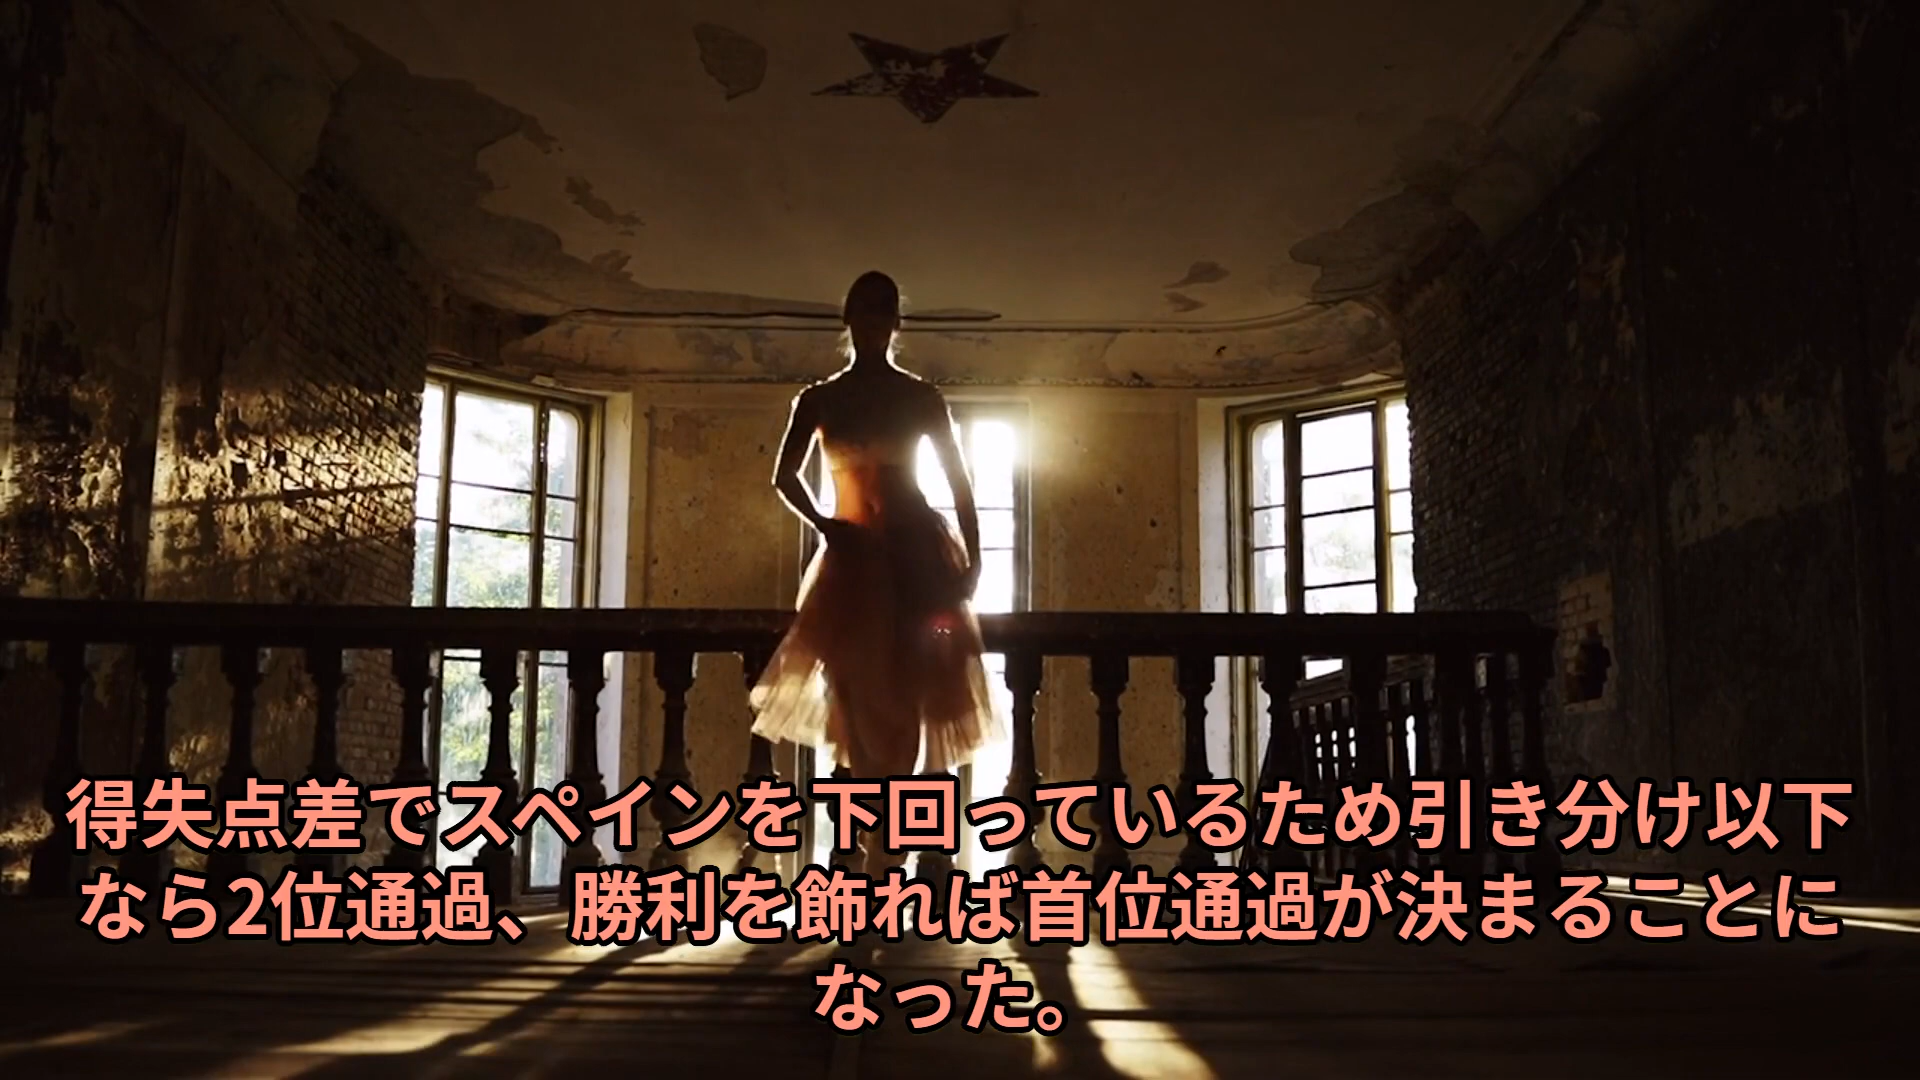 得失点差でスペインを下回っているため引き分け以下
なら2位通過、勝利を飾れば首位通過が決まることに
なった。